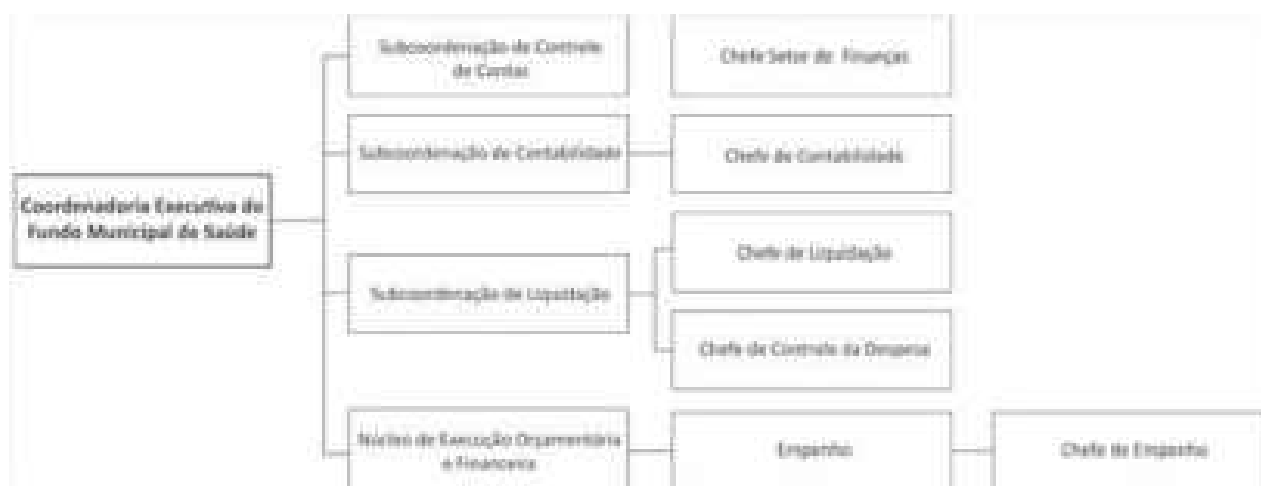 Subcoordenação de Controle
de Contas
Chefe Setor de Finanças
Subcoordenação de Contabilidade
Chefe de Contabilidade
Coordenadoria Executiva do
Fundo Municipal de Saúde
Chefe de Liquidação
Subcoordenação de Liquidação
Chefe de Controle da Despesa
Núcleo de Execução Orçamentária
e Financeira
Empenho
Chefe de Empenho